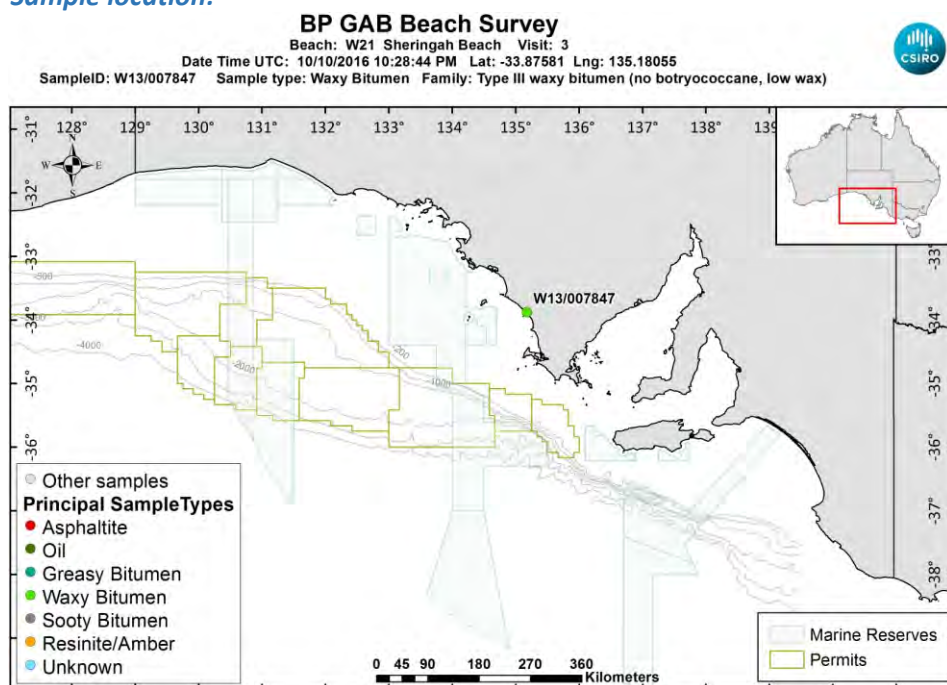 Sample location:
BP GAB Beach Survey
Beach: W21 Sheringah Beach Visit: 3
Date Time UTC: 10/10/2016 10:28:44 PM Lat: -33.87581 Lng: 135.18055
SampleID: W13/007847 Sample type: Waxy Bitumen Family: Type III waxy bitumen (no botryococcane, low wax)
CSIRO
128° 129° 130° 131° 132° 133° 134° 135° 136° 137° 138° 139
-31° -31°
-32°
-33°
-34°
-35°
-36°
-37°
-38°
-32°
-33°
-34°
-35°
-36°
-37°
-38°
N
W E
S
-4000
-2000
-200
-1000
W13/007847
Other samples
Principal SampleTypes
Asphaltite
Oil
Greasy Bitumen
Waxy Bitumen
Sooty Bitumen
Resinite/Amber
Unknown
0 45 90 180 270 360
Kilometers
Marine Reserves
Permits